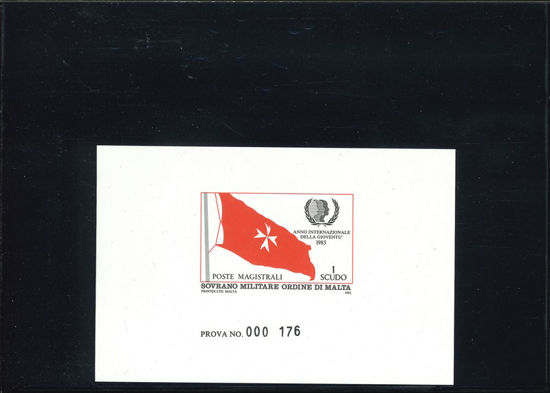 ANNO INTERNAZIONALE
DELLA GIOVENTU'
1985
POSTE MAGISTRALI
1
SCUDO
SOVRANO MILITARE ORDINE DI MALTA
PRINTEX LTD. MALTA
1985
PROVA NO. 000 176